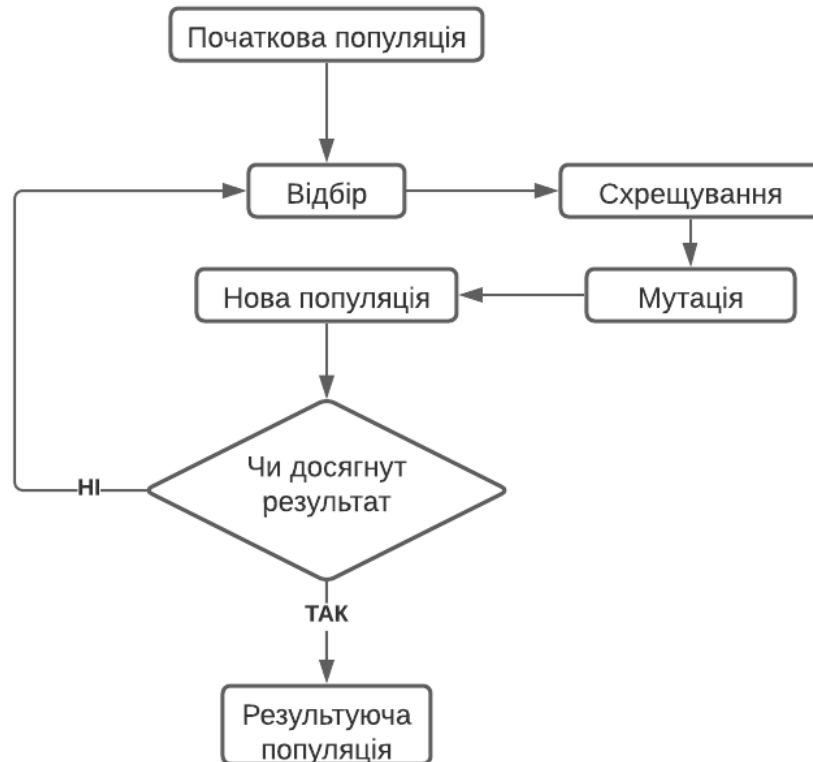 Початкова популяція
Відбір
Схрещування
Нова популяція
Мутація
Чи досягнут
результат
НІ
ТАК
Результуюча
популяція